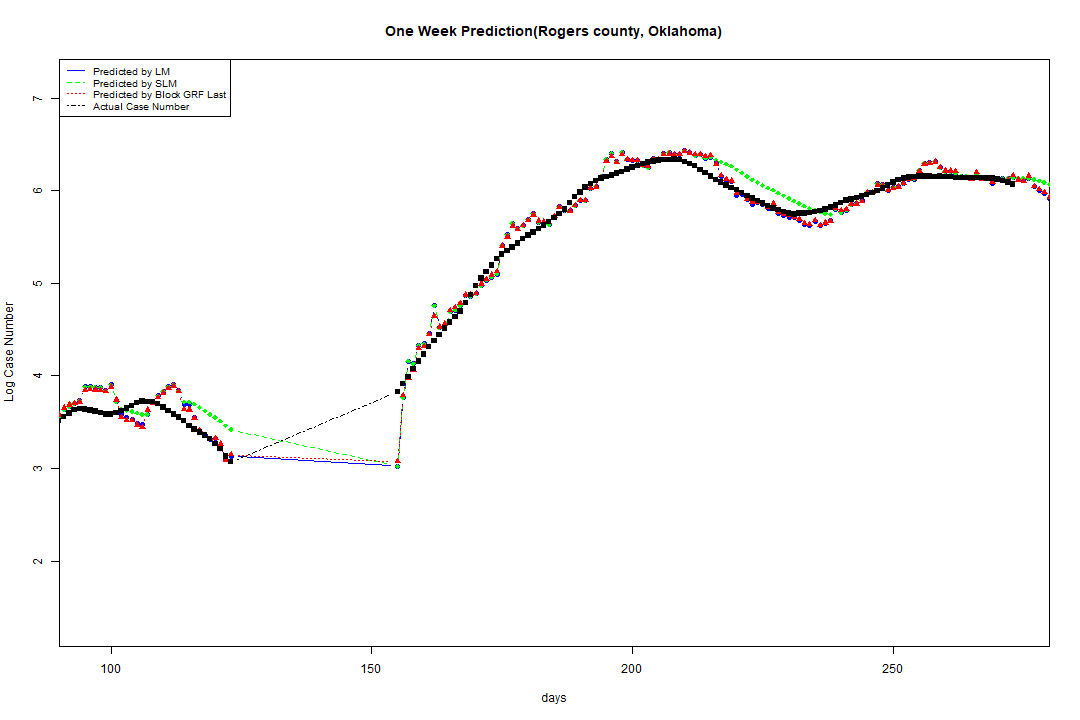 One Week Prediction(Rogers county, Oklahoma)
Predicted by LM
Predicted by SLM
Predicted by Block GRF Last
Actual Case Number
7
6
5
4
3
2
Log Case Number
100 150 200 250
days